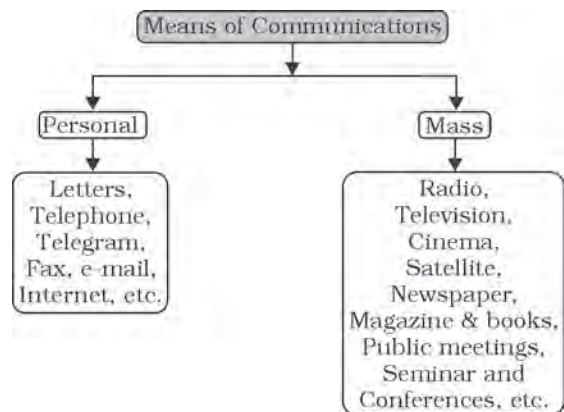 Means of Communications
Personal
Mass
Letters,
Telephone,
Telegram,
Fax, e-mail,
Internet, etc.
Radio,
Television,
Cinema,
Satellite,
Newspaper,
Magazine & books,
Public meetings,
Seminar and
Conferences, etc.